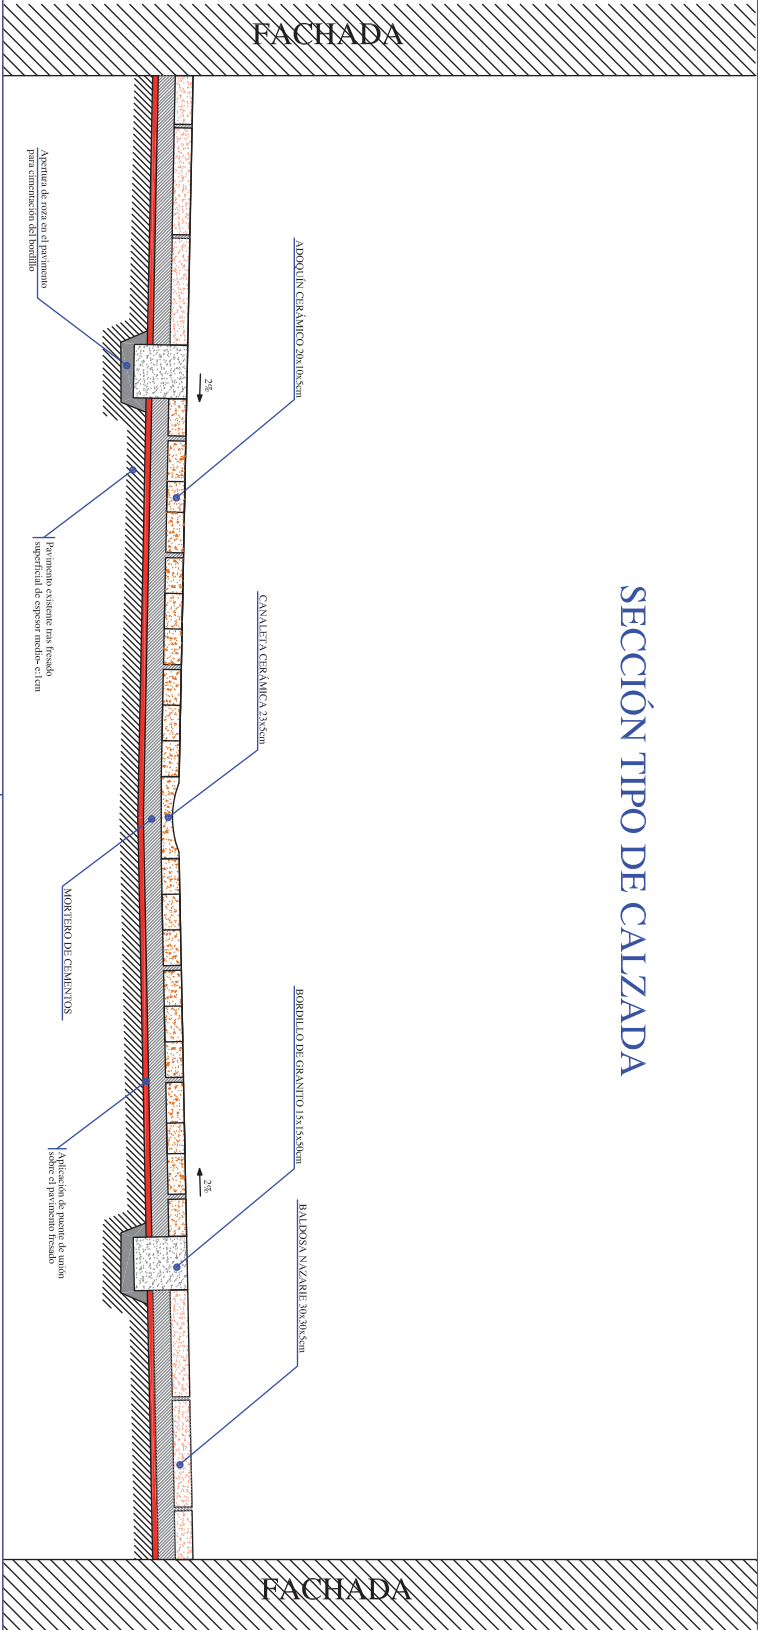 FACHADA
SECCIÓN TIPO DE CALZADA
ADOQUÍN CERÁMICO 20x10x5cm
CANALETA CERÁMICA 23x5cm
BORDILLO DE GRANITO 15x15x50cm
BALDOSA NAZARIE 30x30x5cm
2%
2%
Apertura de roza en el pavimento
para cimentación del bordillo
Pavimento existente tras fresado
superficial de espesor medio- e:1cm
MORTERO DE CEMENTOS
Aplicación de puente de unión
sobre el pavimento fresado
FACHADA